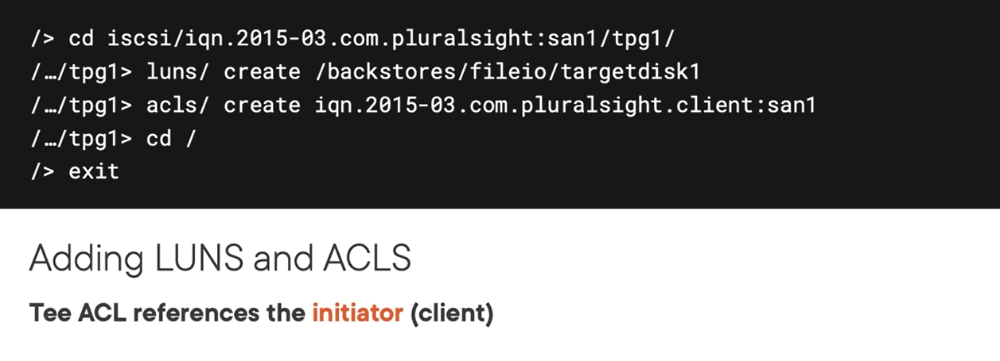 /> cd iscsi/iqn.2015-03.com.pluralsight:san1/tpg1/
/…/tpg1> luns/ create /backstores/fileio/targetdisk1
/…/tpg1> acls/ create iqn.2015-03.com.pluralsight.client:san1
/…/tpg1> cd /
/> exit
Adding LUNS and ACLS
Tee ACL references the initiator (client)